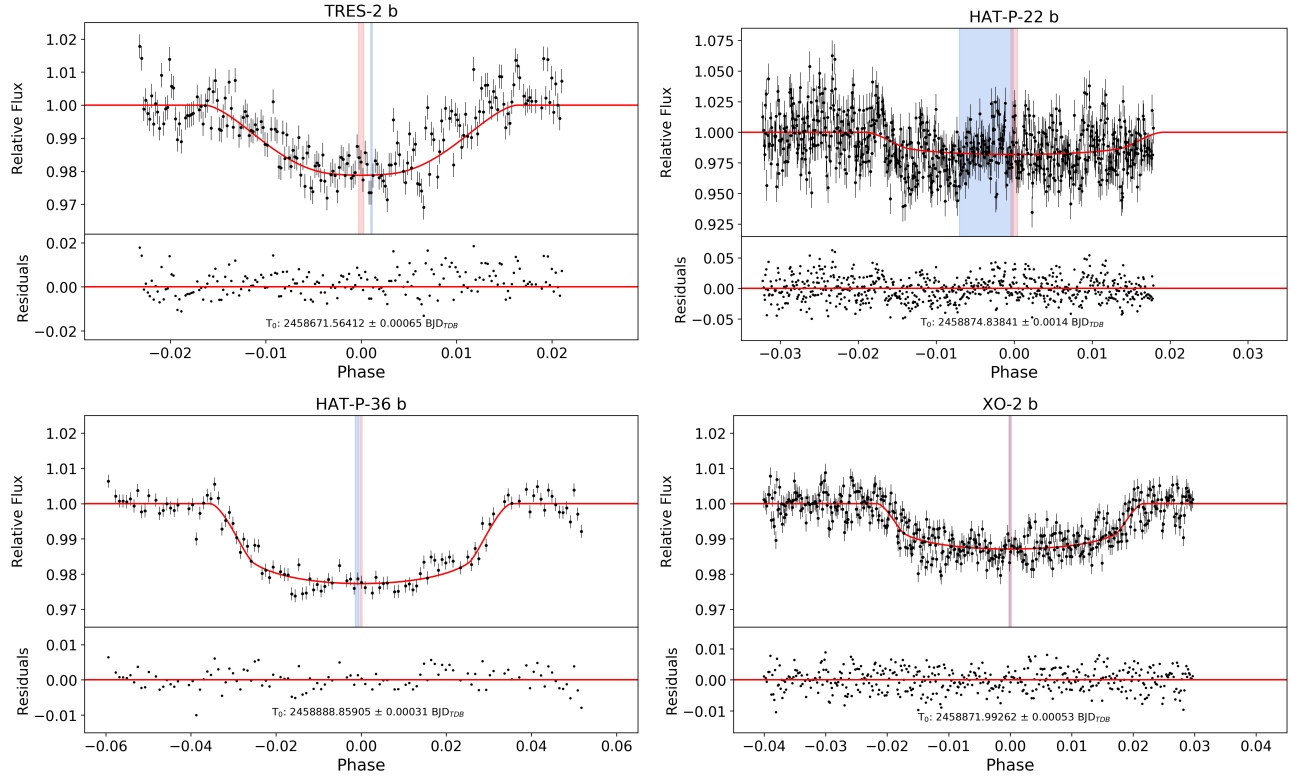 TRES-2 b
1.02
1.01
1.00
0.99
0.98
0.97
Relative Flux
0.02
0.00
−0.02
Residuals
T0: 2458671.56412 ± 0.00065 BJDTDB
−0.02 −0.01 0.00 0.01 0.02
Phase
HAT-P-22 b
1.075
1.050
1.025
1.000
0.975
0.950
0.925
Relative Flux
0.05
0.00
−0.05
Residuals
T0: 2458874.83841 ± 0.0014 BJDTDB
−0.03 −0.02 −0.01 0.00 0.01 0.02 0.03
Phase
HAT-P-36 b
1.02
1.01
1.00
0.99
0.98
0.97
Relative Flux
0.01
0.00
−0.01
Residuals
T0: 2458888.85905 ± 0.00031 BJDTDB
−0.06 −0.04 −0.02 0.00 0.02 0.04 0.06
Phase
XO-2 b
1.02
1.01
1.00
0.99
0.98
0.97
Relative Flux
0.01
0.00
−0.01
Residuals
T0: 2458871.99262 ± 0.00053 BJDTDB
−0.04 −0.03 −0.02 −0.01 0.00 0.01 0.02 0.03 0.04
Phase